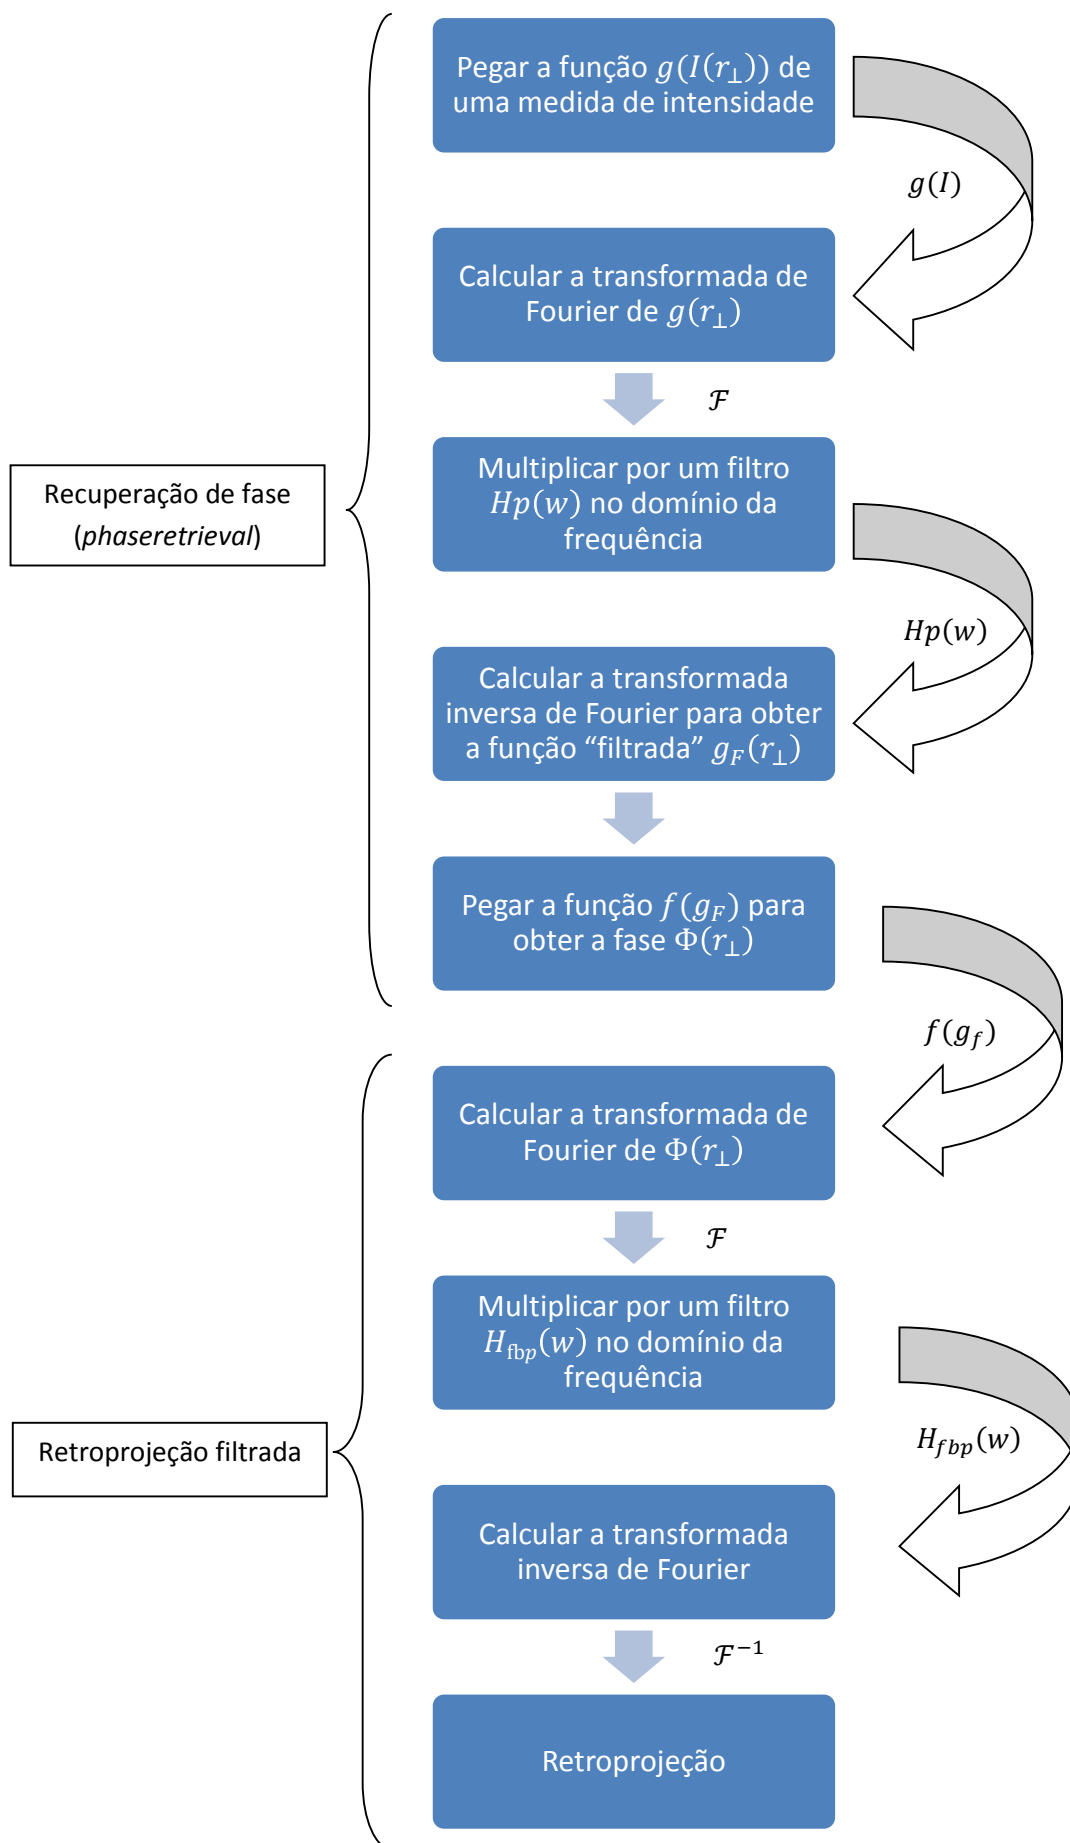 Pegar a função g(I(r⊥)) de
uma medida de intensidade
g(I)
Calcular a transformada de
Fourier de g(r⊥)
ℱ
Multiplicar por um filtro
Hp(w) no domínio da
frequência
Recuperação de fase
(phaseretrieval)
Hp(w)
Calcular a transformada
inversa de Fourier para obter
a função “filtrada” g_F(r⊥)
Pegar a função f(g_F) para
obter a fase Φ(r⊥)
f(g_f)
Calcular a transformada de
Fourier de Φ(r⊥)
ℱ
Multiplicar por um filtro
H_fbp(w) no domínio da
frequência
Retroprojeção filtrada
H_fbp(w)
Calcular a transformada
inversa de Fourier
ℱ⁻¹
Retroprojeção